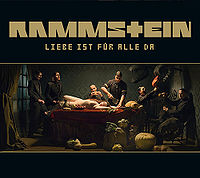 RAMMSTEIN
LIEBE IST FÜR ALLE DA